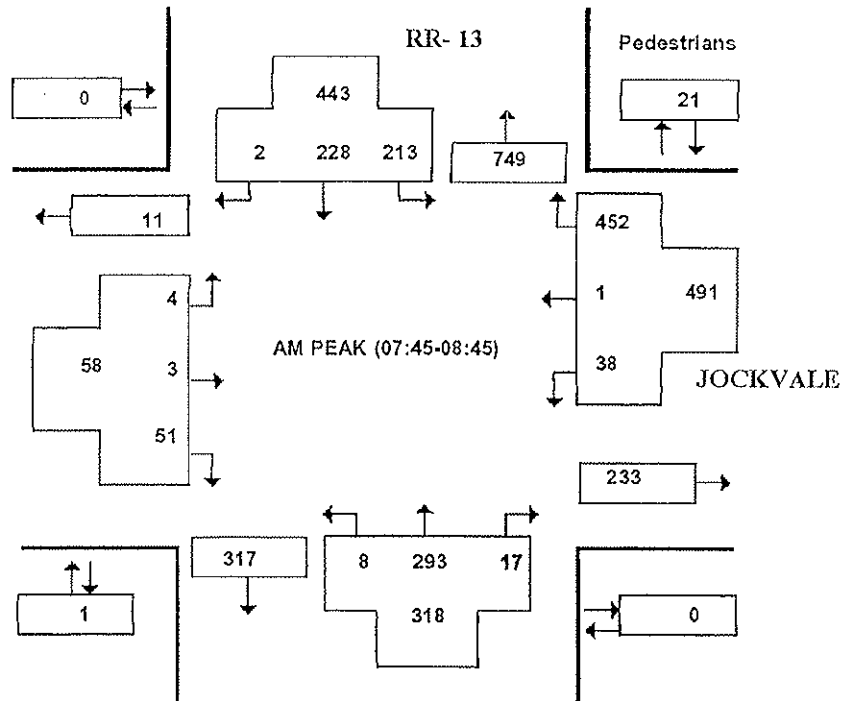 RR- 13
Pedestrians
0
443
21
2 228 213
749
11
452
4
1 491
58 3
AM PEAK (07:45-08:45)
38
JOCKVALE
51
233
317
8 293 17
1
318
0